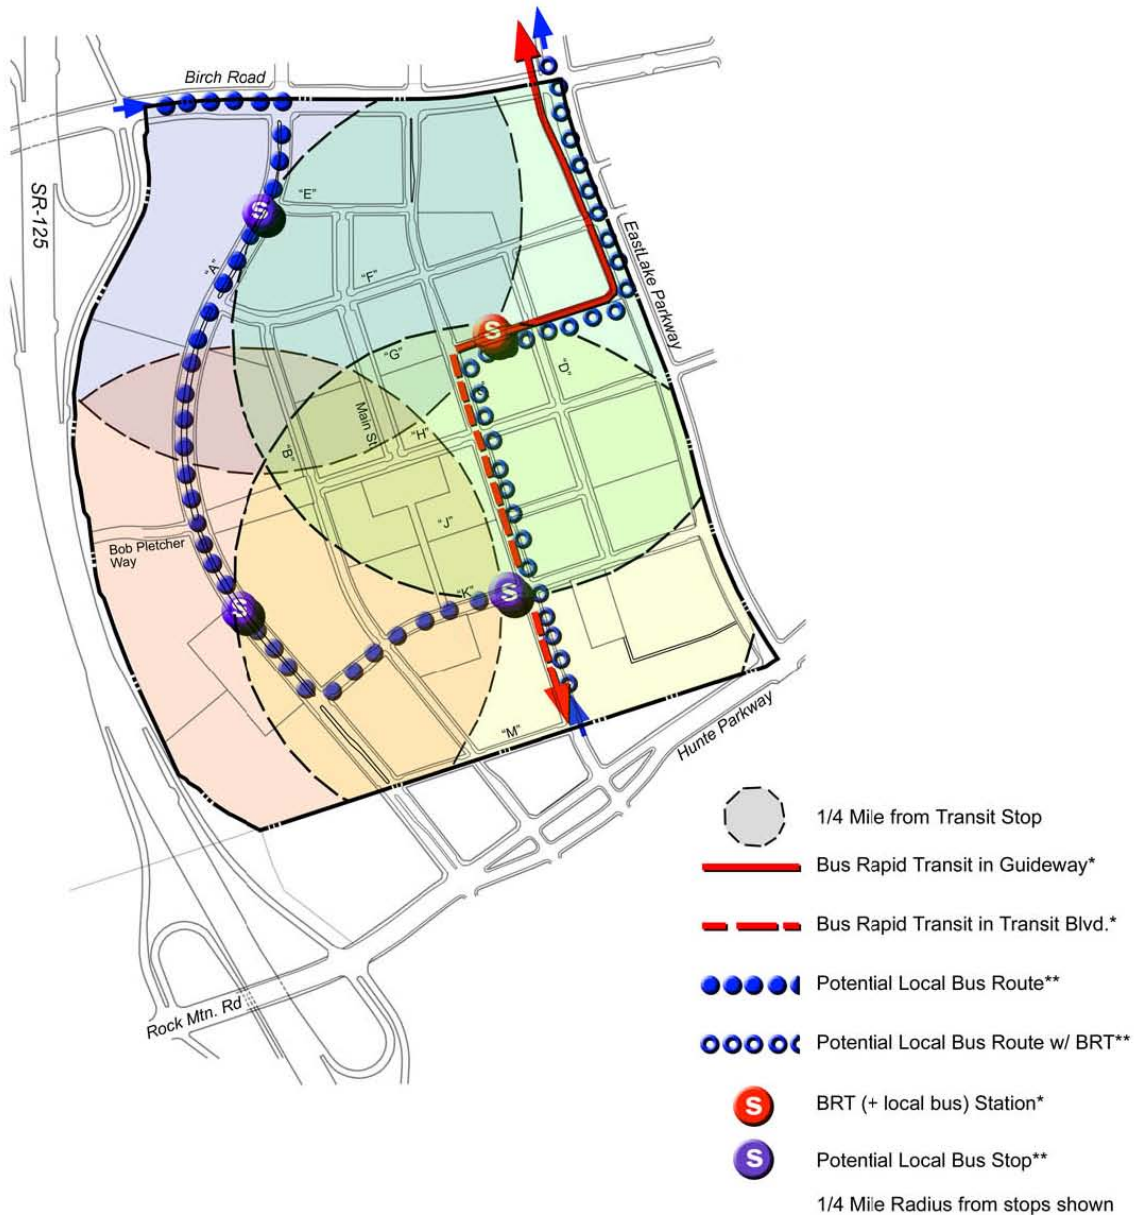 Birch Road
SR-125
"E"
"A"
"F"
EastLake Parkway
S
S
"G"
"D"
Main St.
"H"
"B"
"J"
Bob Pletcher
Way
"K"
S
S
"M"
Hunte Parkway
Rock Mtn. Rd
1/4 Mile from Transit Stop
Bus Rapid Transit in Guideway*
Bus Rapid Transit in Transit Blvd.*
Potential Local Bus Route**
Potential Local Bus Route w/ BRT**
S BRT (+ local bus) Station*
S Potential Local Bus Stop**
1/4 Mile Radius from stops shown